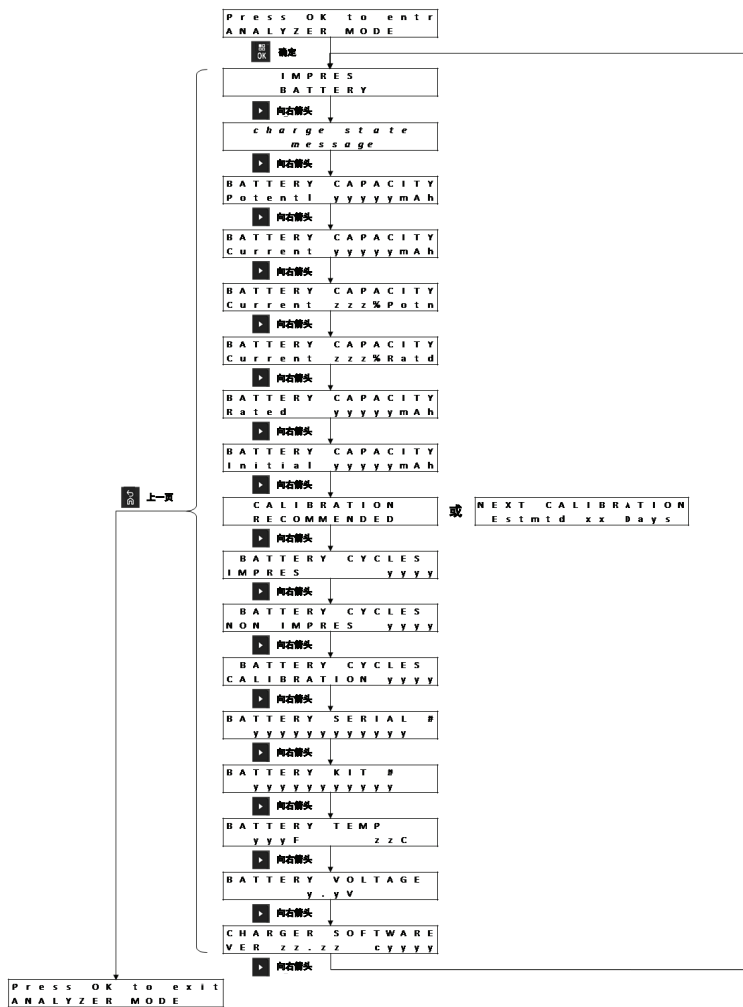 Press OK to entr
ANALYZER MODE
OK 确定
IMPRES
BATTERY
向右箭头
charge state
message
向右箭头
BATTERY CAPACITY
Potentl yyyyymAh
向右箭头
BATTERY CAPACITY
Current yyyyymAh
向右箭头
BATTERY CAPACITY
Current zzz%Potn
向右箭头
BATTERY CAPACITY
Current zzz%Ratd
向右箭头
BATTERY CAPACITY
Rated yyyyymAh
向右箭头
BATTERY CAPACITY
Initial yyyyymAh
上一页
向右箭头
CALIBRATION
RECOMMENDED
或
NEXT CALIBRATION
Estmtd xx Days
向右箭头
BATTERY CYCLES
IMPRES yyyy
向右箭头
BATTERY CYCLES
NON IMPRES yyyy
向右箭头
BATTERY CYCLES
CALIBRATION yyyy
向右箭头
BATTERY SERIAL #
yyyyyyyyyyyy
向右箭头
BATTERY KIT #
yyyyyyyyyyy
向右箭头
BATTERY TEMP
yyyF zzC
向右箭头
BATTERY VOLTAGE
y.yV
向右箭头
CHARGER SOFTWARE
VER zz.zz cyyyy
向右箭头
Press OK to exit
ANALYZER MODE